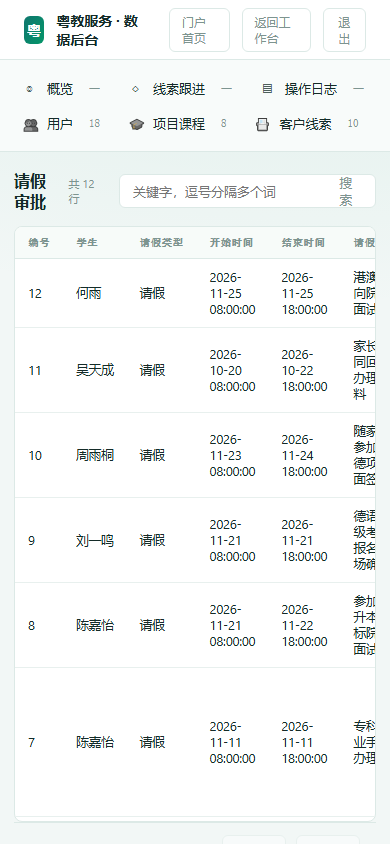 粤
粤教服务 · 数
据后台
门户
首页
返回工
作台
退
出
概览 —
线索跟进 —
操作日志 —
用户 18
项目课程 8
客户线索 10
请假
审批
共 12
行
关键字，逗号分隔多个词
搜
索
编号 学生 请假类型 开始时间 结束时间 请假
12 何雨 请假
2026-
11-25
08:00:00
2026-
11-25
18:00:00
港澳
向院
面试
11 吴天成 请假
2026-
10-20
08:00:00
2026-
10-22
18:00:00
家长
同回
办理
料
10 周雨桐 请假
2026-
11-23
08:00:00
2026-
11-24
18:00:00
随家
参加
德项
面签
9 刘一鸣 请假
2026-
11-21
08:00:00
2026-
11-21
18:00:00
德语
级考
报名
场确
8 陈嘉怡 请假
2026-
11-21
08:00:00
2026-
11-22
18:00:00
参加
升本
标院
面试
7 陈嘉怡 请假
2026-
11-11
08:00:00
2026-
11-11
18:00:00
专科
业手
办理